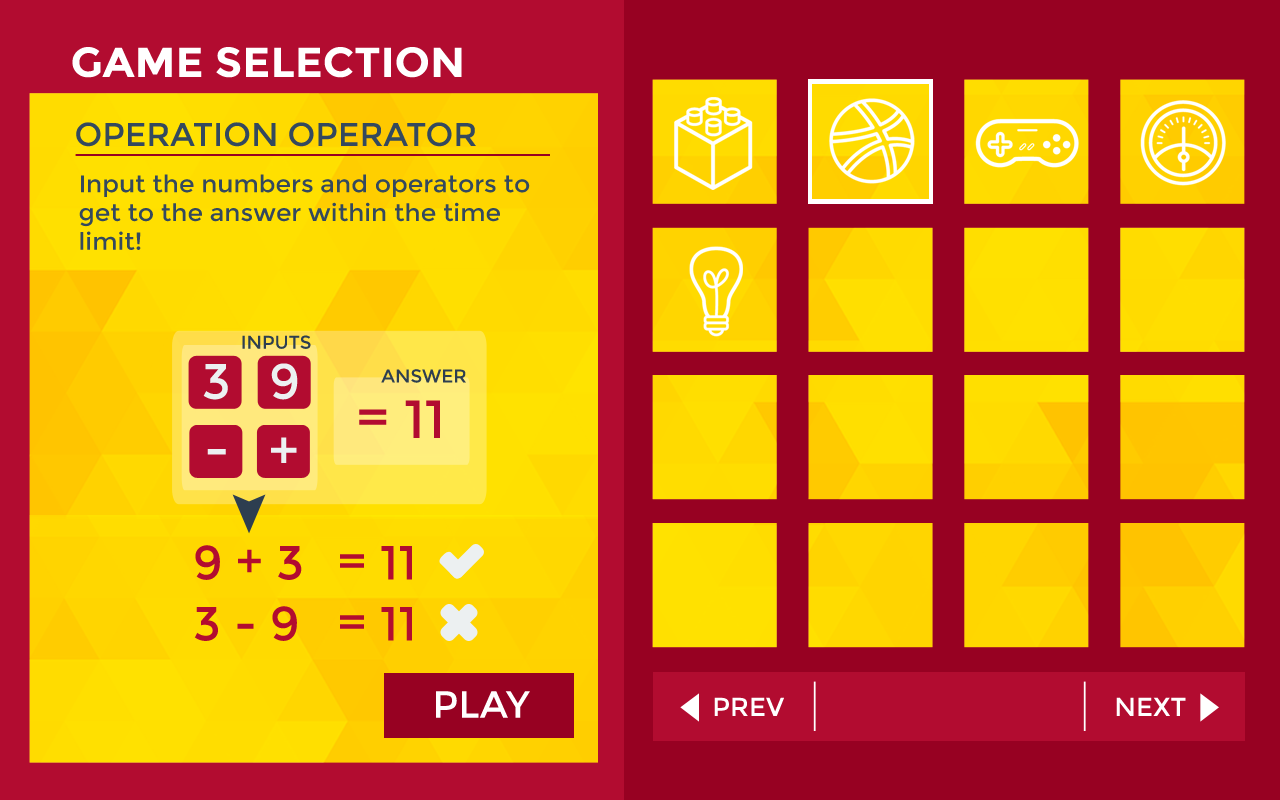 GAME SELECTION
OPERATION OPERATOR
Input the numbers and operators to
get to the answer within the time
limit!
INPUTS
3 9
- +
ANSWER
= 11
9 + 3 = 11
3 - 9 = 11
PLAY
PREV
NEXT